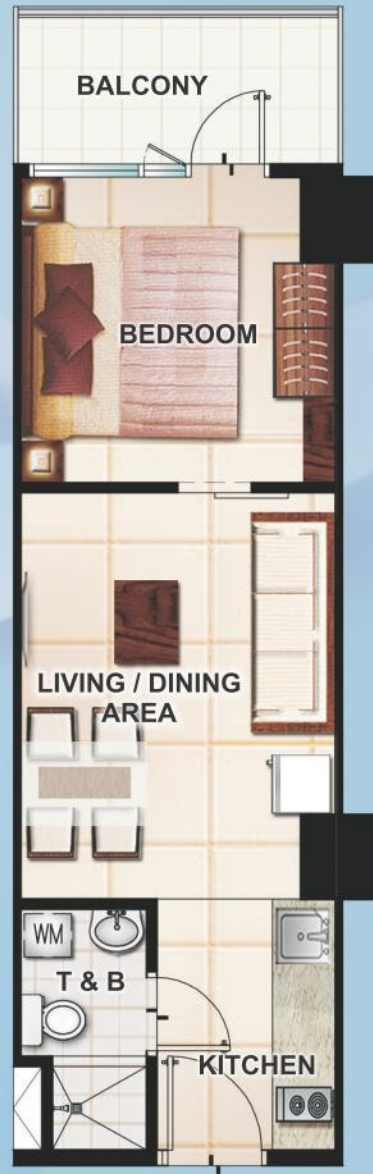 BALCONY
BEDROOM
LIVING / DINING
AREA
WM
T & B
KITCHEN